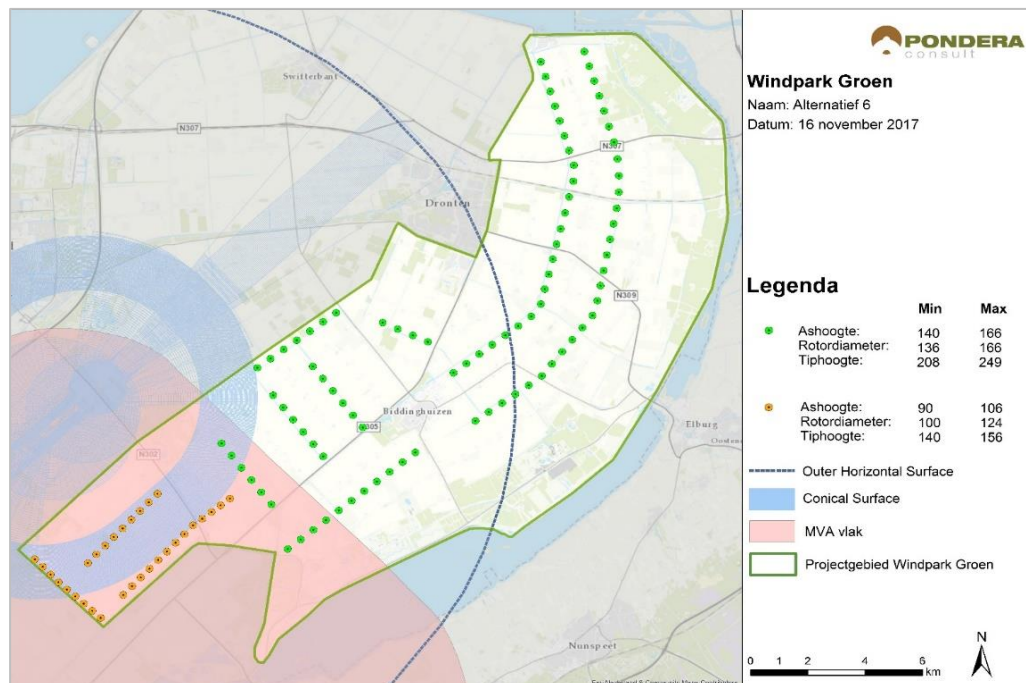 PONDERA
consult
Windpark Groen
Naam: Alternatief 6
Datum: 16 november 2017
Swifterbant
N307
N307
Dronten
N309
Biddinghuizen
N305
Elburg
N302
Nunspeet
Legenda
Min Max
Ashoogte: 140 166
Rotordiameter: 136 166
Tiphoogte: 208 249
Ashoogte: 90 106
Rotordiameter: 100 124
Tiphoogte: 140 156
Outer Horizontal Surface
Conical Surface
MVA vlak
Projectgebied Windpark Groen
N
0 1 2 4 6
km